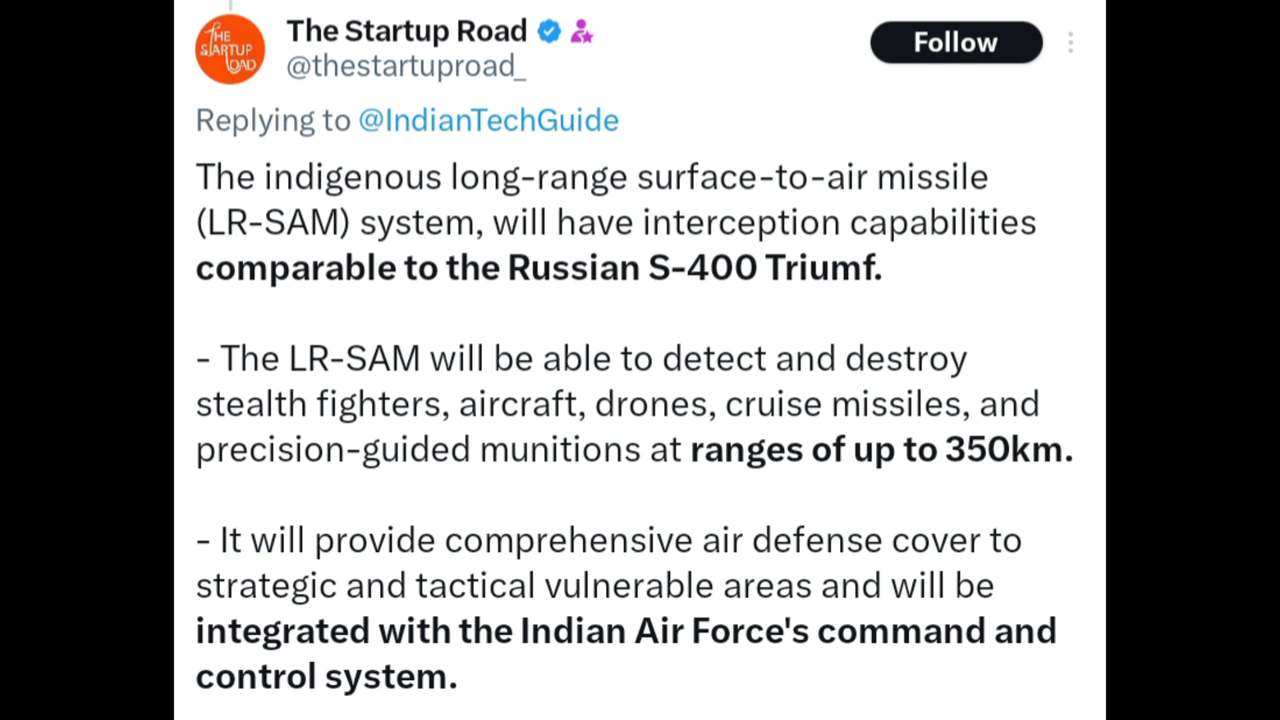 THE
STARTUP
ROAD
The Startup Road
@thestartuproad_
Follow
Replying to @IndianTechGuide
The indigenous long-range surface-to-air missile
(LR-SAM) system, will have interception capabilities
comparable to the Russian S-400 Triumf.
- The LR-SAM will be able to detect and destroy
stealth fighters, aircraft, drones, cruise missiles, and
precision-guided munitions at ranges of up to 350km.
- It will provide comprehensive air defense cover to
strategic and tactical vulnerable areas and will be
integrated with the Indian Air Force's command and
control system.